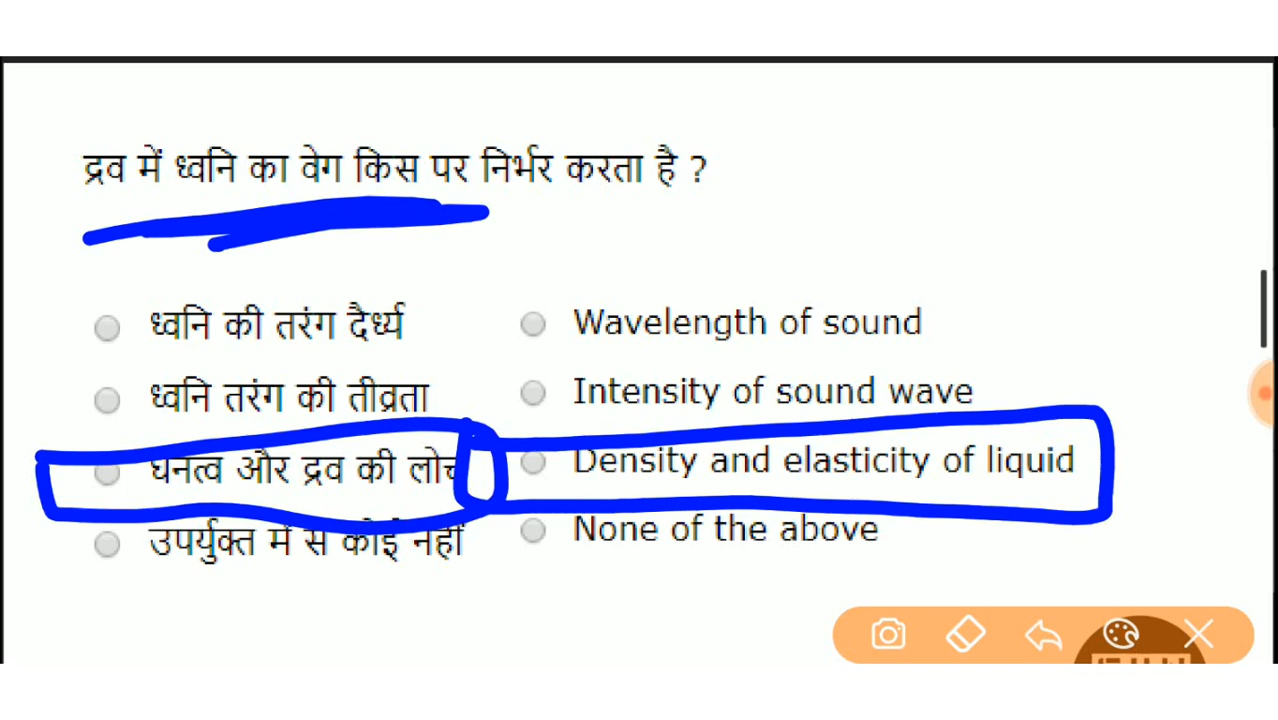 द्रव में ध्वनि का वेग किस पर निर्भर करता है ?
ध्वनि की तरंग दैर्ध्य
Wavelength of sound
ध्वनि तरंग की तीव्रता
Intensity of sound wave
घनत्व और द्रव की
Density and elasticity of liquid
उपर्युक्त में से कोई नहीं
None of the above